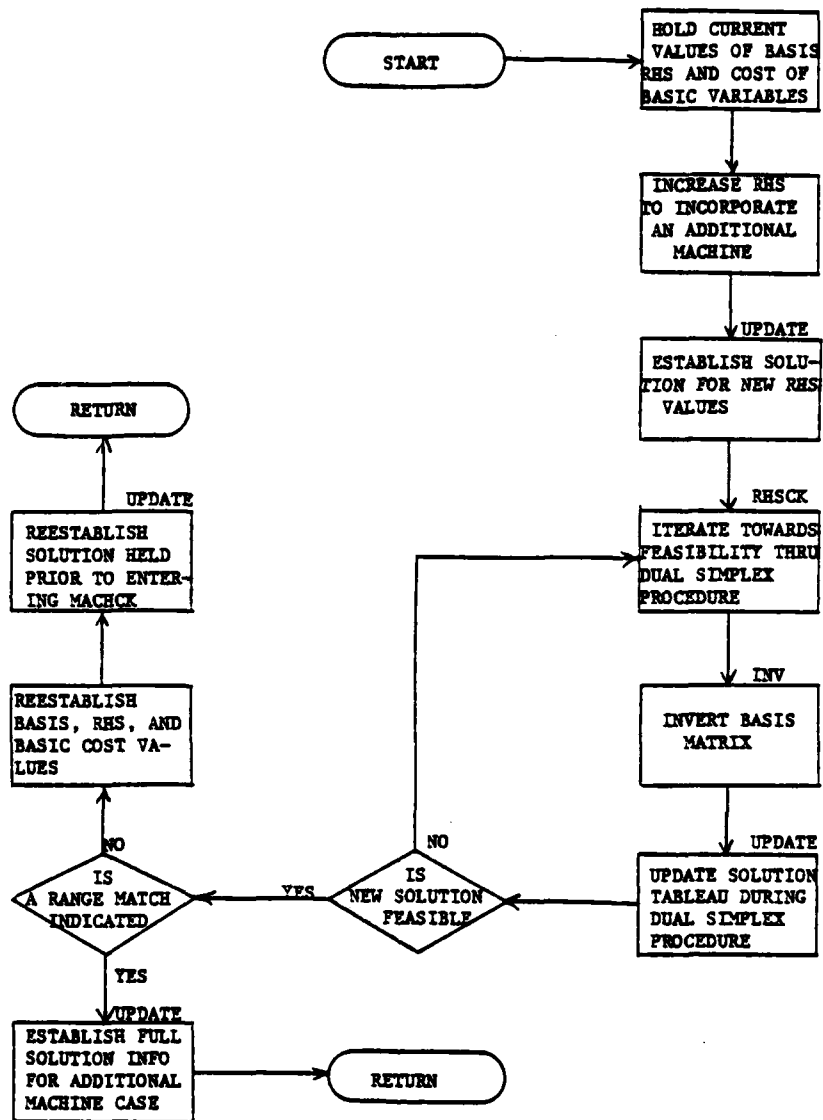 START
HOLD CURRENT
VALUES OF BASIS
RHS AND COST OF
BASIC VARIABLES
INCREASE RHS
TO INCORPORATE
AN ADDITIONAL
MACHINE
UPDATE
ESTABLISH SOLU-
TION FOR NEW RHS
VALUES
RHSCK
ITERATE TOWARDS
FEASIBILITY THRU
DUAL SIMPLEX
PROCEDURE
INV
INVERT BASIS
MATRIX
UPDATE
UPDATE SOLUTION
TABLEAU DURING
DUAL SIMPLEX
PROCEDURE
NO
IS
NEW SOLUTION
FEASIBLE
YES
IS
A RANGE MATCH
INDICATED
NO
REESTABLISH
BASIS, RHS, AND
BASIC COST VA-
LUES
UPDATE
REESTABLISH
SOLUTION HELD
PRIOR TO ENTER-
ING MACHCK
RETURN
YES
UPDATE
ESTABLISH FULL
SOLUTION INFO
FOR ADDITIONAL
MACHINE CASE
RETURN